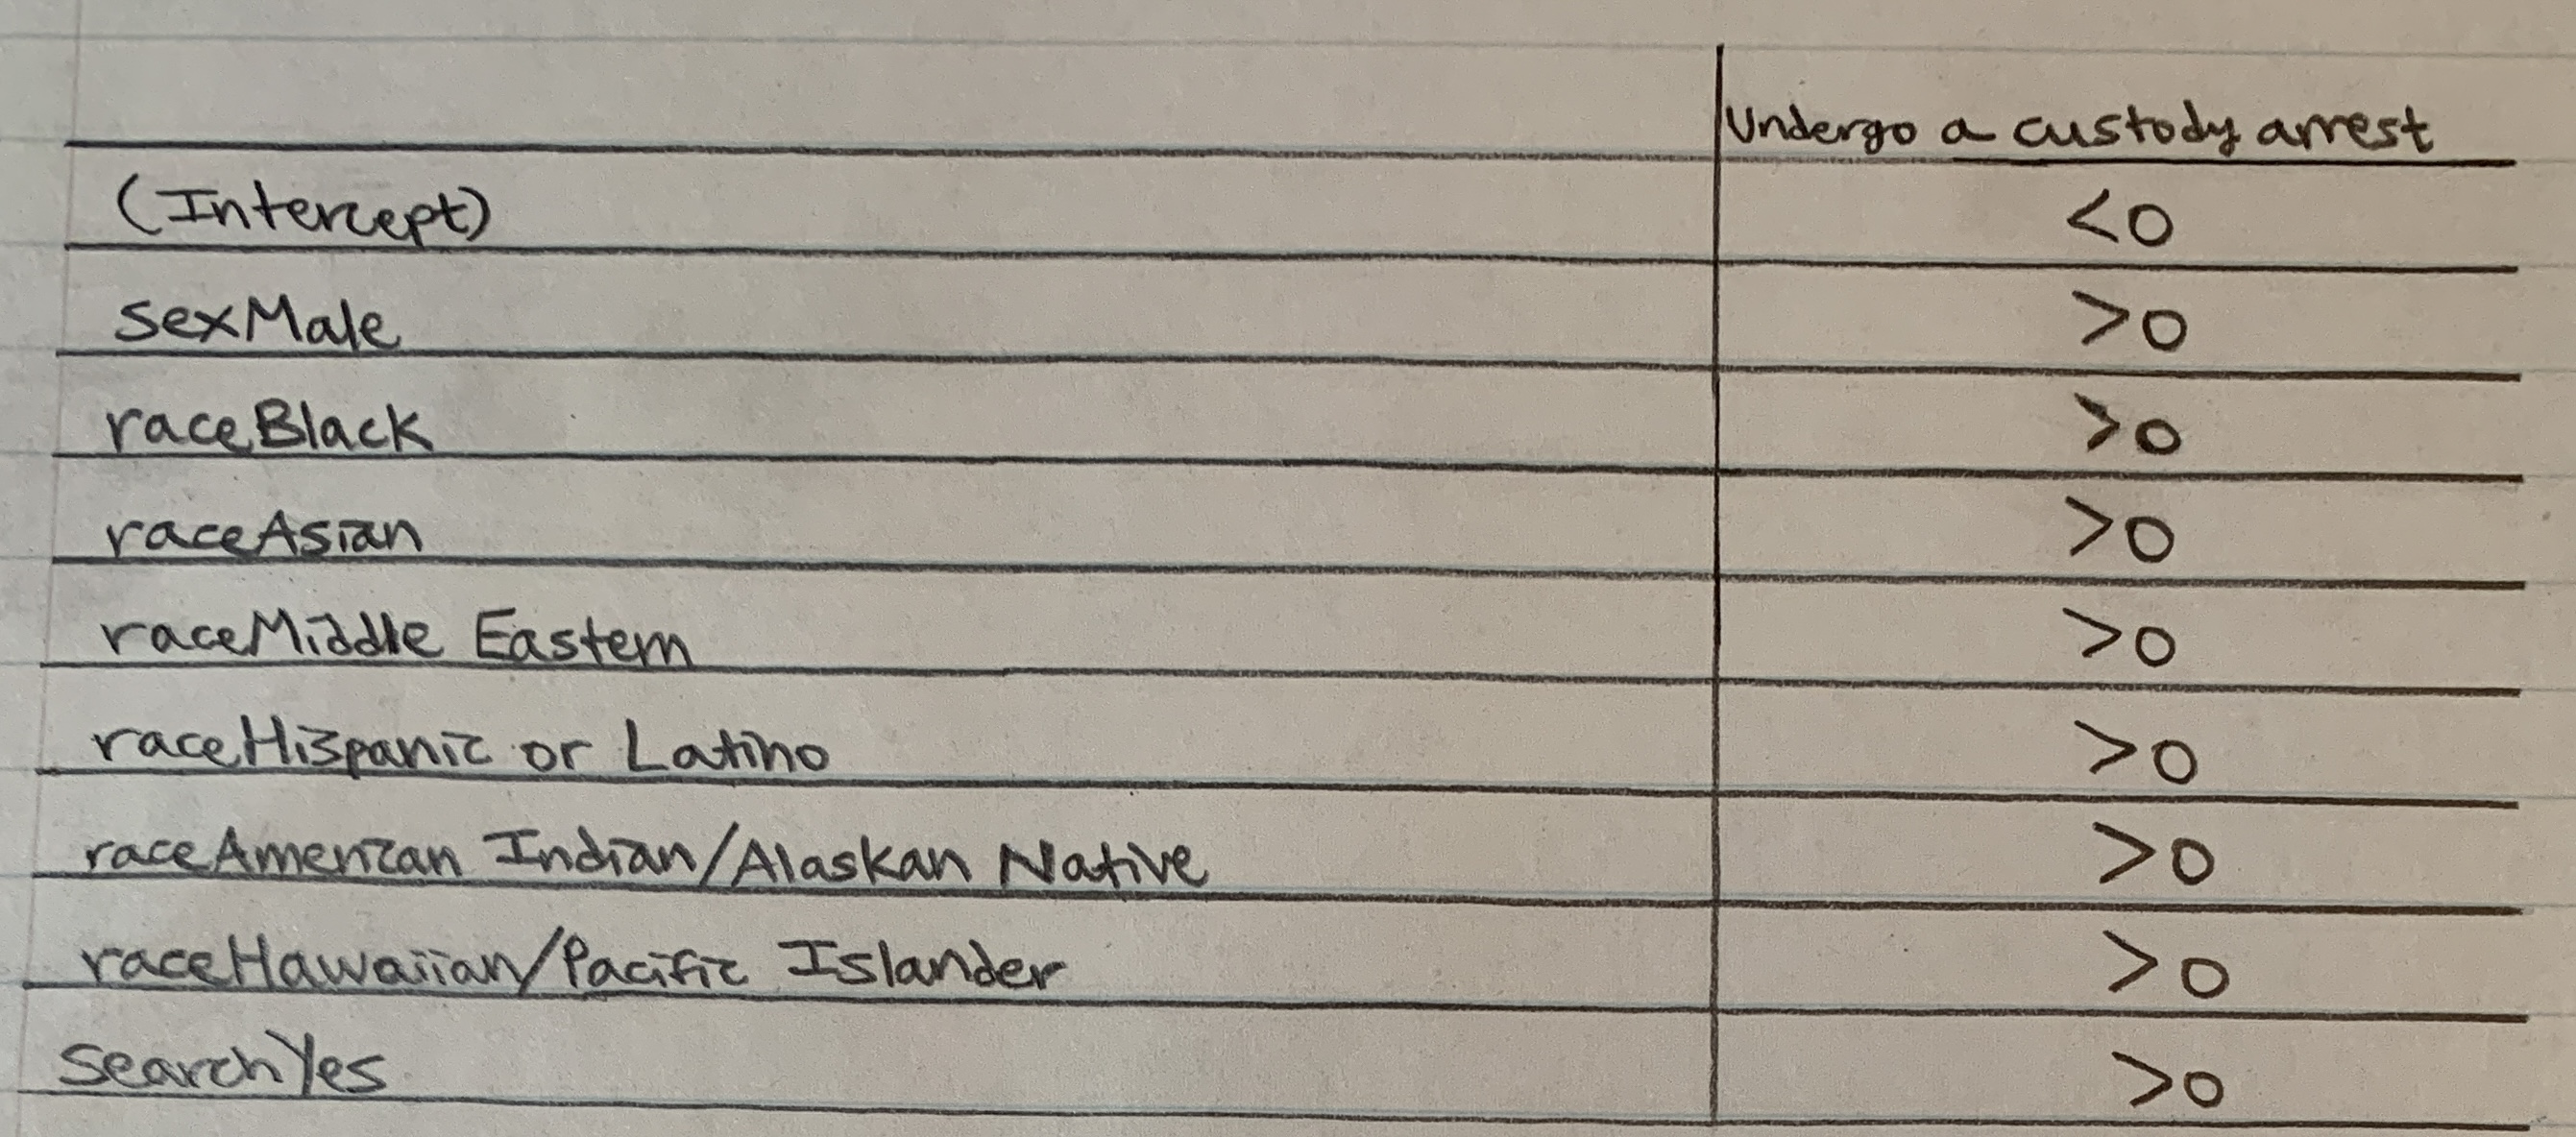 Undergo a custody arrest
(Intercept) <0
sexMale >0
raceBlack >0
raceAsian >0
raceMiddle Eastern >0
raceHispanic or Latino >0
raceAmerican Indian/Alaskan Native >0
raceHawaiian/Pacific Islander >0
searchYes >0